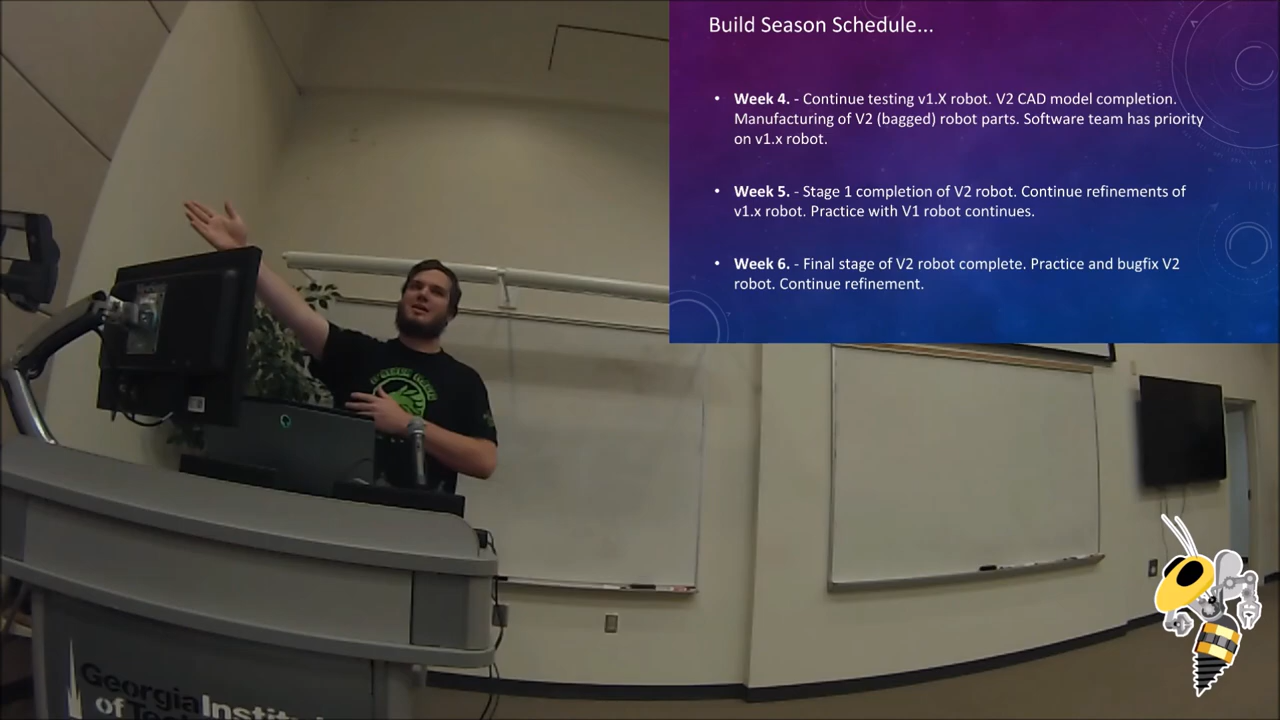 Build Season Schedule...
• Week 4. - Continue testing v1.X robot. V2 CAD model completion.
Manufacturing of V2 (bagged) robot parts. Software team has priority
on v1.x robot.
• Week 5. - Stage 1 completion of V2 robot. Continue refinements of
v1.x robot. Practice with V1 robot continues.
• Week 6. - Final stage of V2 robot complete. Practice and bugfix V2
robot. Continue refinement.
Georgia Institu
of Tec